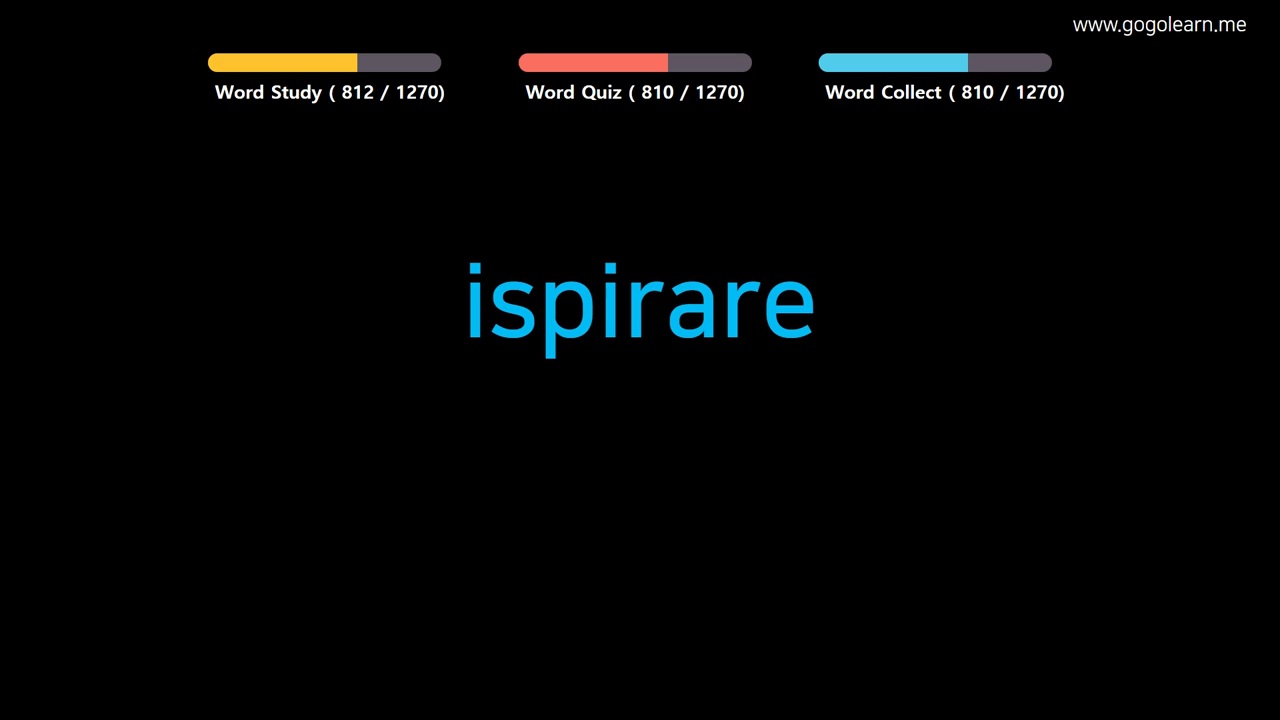 www.gogolearn.me
Word Study ( 812 / 1270)
Word Quiz ( 810 / 1270)
Word Collect ( 810 / 1270)
ispirare